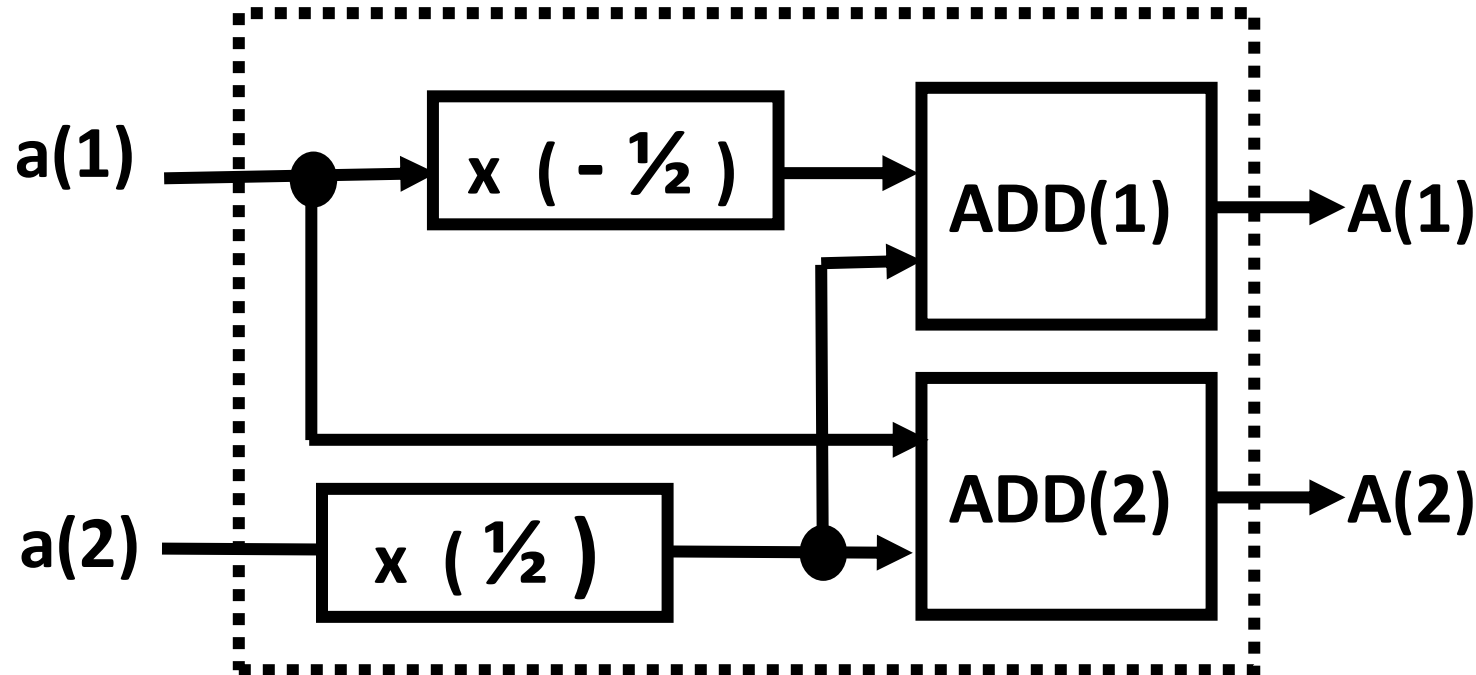 a(1)
x ( - ½ )
ADD(1)
A(1)
a(2)
x ( ½ )
ADD(2)
A(2)